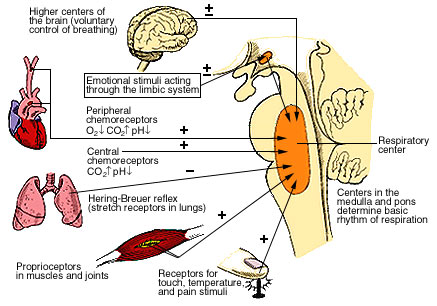 Higher centers of
the brain (voluntary
control of breathing)
±
±
Emotional stimuli acting
through the limbic system
Peripheral
chemoreceptors
O₂↓ CO₂↑ pH↓
+
Respiratory
center
Central
chemoreceptors
CO₂↑ pH↓
+
−
Hering-Breuer reflex
(stretch receptors in lungs)
Centers in the
medulla and pons
determine basic
rhythm of respiration
+
+
Proprioceptors
in muscles and joints
Receptors for
touch, temperature,
and pain stimuli